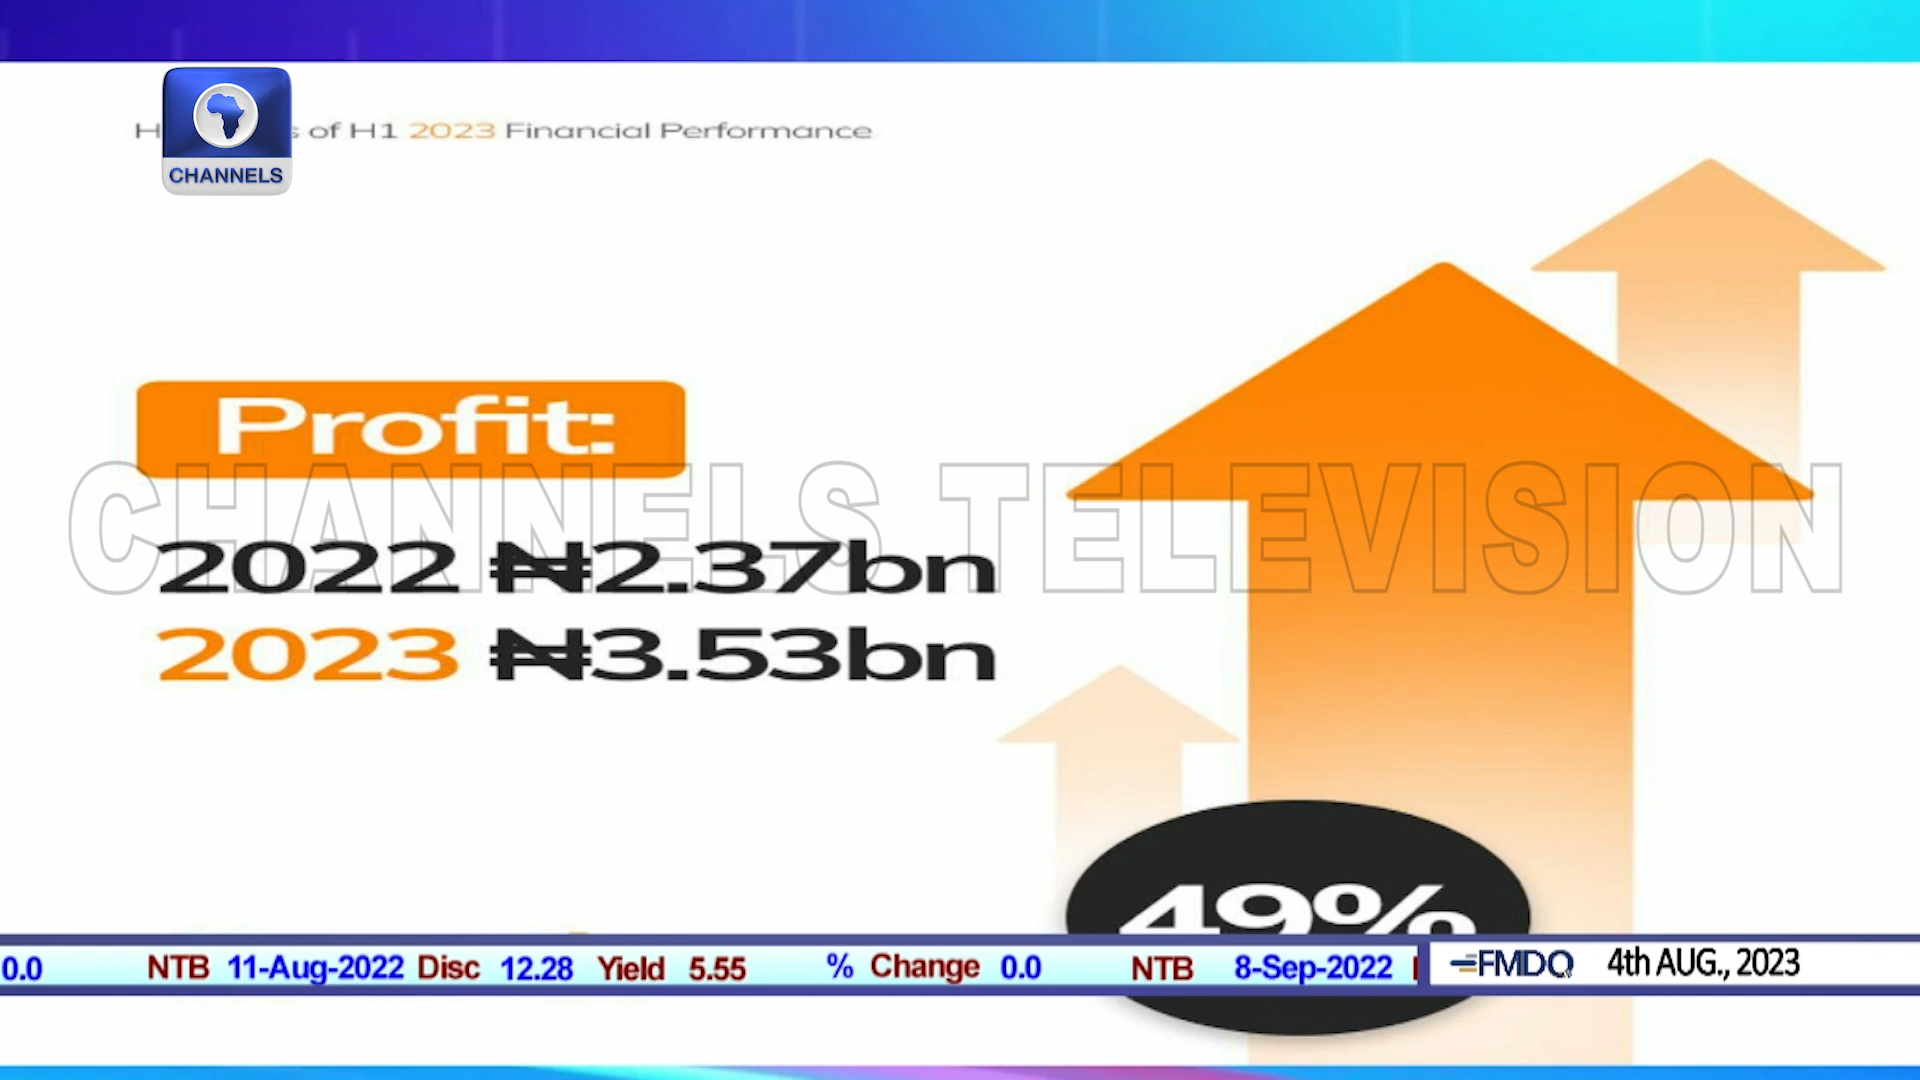 CHANNELS
of H1 2023 Financial Performance
Profit:
CHANNELS TELEVISION
2022 ₦2.37bn
2023 ₦3.53bn
49%
0.0 NTB 11-Aug-2022 Disc 12.28 Yield 5.55 % Change 0.0 NTB 8-Sep-2022
FMDQ 4th AUG., 2023